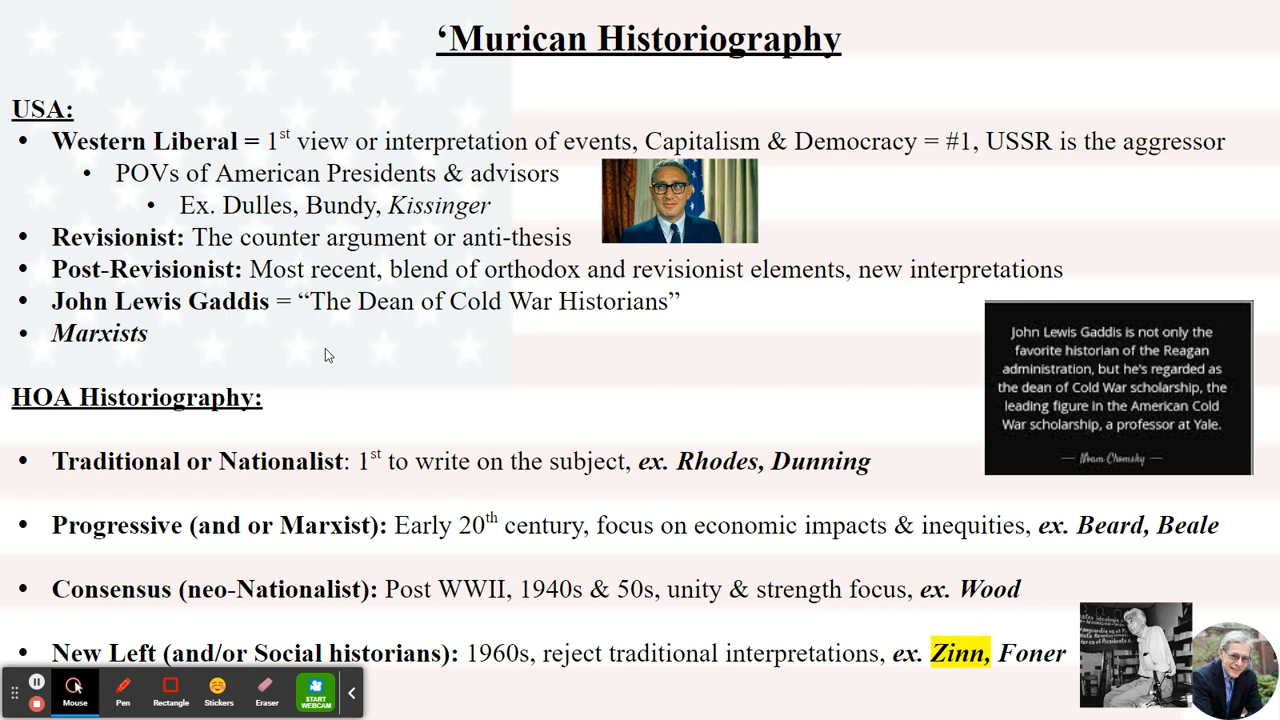 ‘Murican Historiography
USA:
• Western Liberal = 1st view or interpretation of events, Capitalism & Democracy = #1, USSR is the aggressor
• POVs of American Presidents & advisors
• Ex. Dulles, Bundy, Kissinger
• Revisionist: The counter argument or anti-thesis
• Post-Revisionist: Most recent, blend of orthodox and revisionist elements, new interpretations
• John Lewis Gaddis = “The Dean of Cold War Historians”
• Marxists
John Lewis Gaddis is not only the
favorite historian of the Reagan
administration, but he's regarded as
the dean of Cold War scholarship, the
leading figure in the American Cold
War scholarship, a professor at Yale.
— Noam Chomsky —
HOA Historiography:
• Traditional or Nationalist: 1st to write on the subject, ex. Rhodes, Dunning
• Progressive (and or Marxist): Early 20th century, focus on economic impacts & inequities, ex. Beard, Beale
• Consensus (neo-Nationalist): Post WWII, 1940s & 50s, unity & strength focus, ex. Wood
• New Left (and/or Social historians): 1960s, reject traditional interpretations, ex. Zinn, Foner
Mouse
Pen
Rectangle
Stickers
Eraser
START
WEBCAM